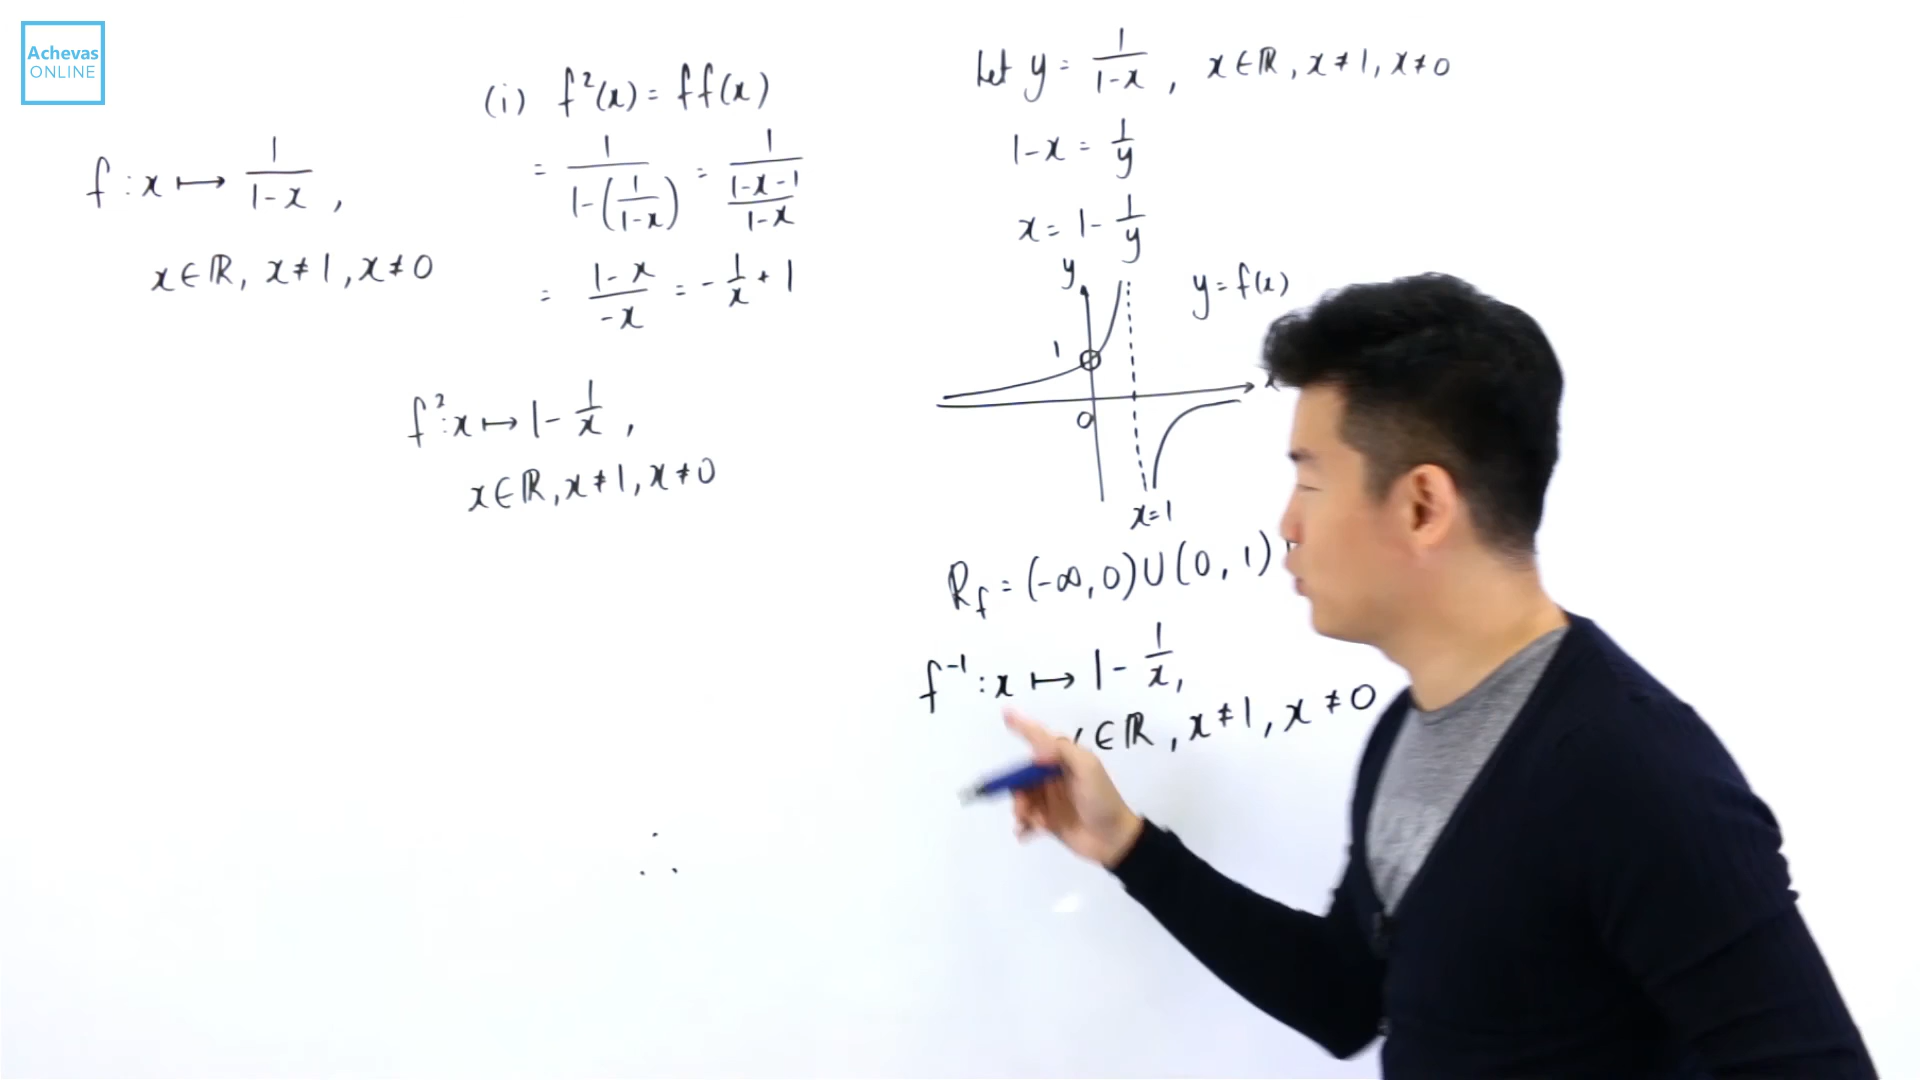 Achevas
ONLINE
f : x ↦ 1/(1-x) ,
x ∈ ℝ, x ≠ 1, x ≠ 0
(i) f²(x) = ff(x)
= 1/(1-(1/(1-x))) = 1/((1-x-1)/(1-x))
= (1-x)/(-x) = -1/x + 1
f² : x ↦ 1 - 1/x ,
x ∈ ℝ, x ≠ 1, x ≠ 0
∴
Let y = 1/(1-x) , x ∈ ℝ, x ≠ 1, x ≠ 0
1-x = 1/y
x = 1 - 1/y
y
y = f(x)
1
0
x=1
R_f = (-∞, 0) ∪ (0, 1)
f⁻¹ : x ↦ 1 - 1/x,
∈ ℝ, x ≠ 1, x ≠ 0